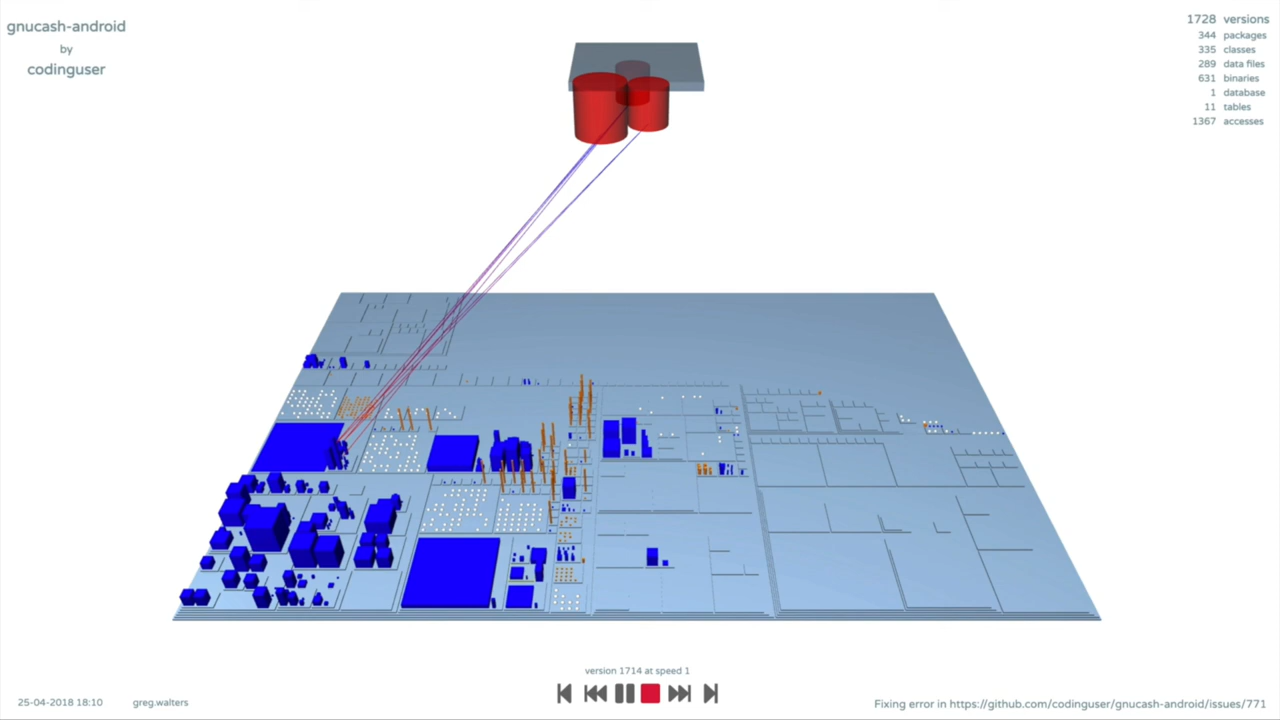 gnucash-android
by
codinguser
1728 versions
344 packages
335 classes
289 data files
631 binaries
1 database
11 tables
1367 accesses
version 1714 at speed 1
25-04-2018 18:10
greg.walters
Fixing error in https://github.com/codinguser/gnucash-android/issues/771